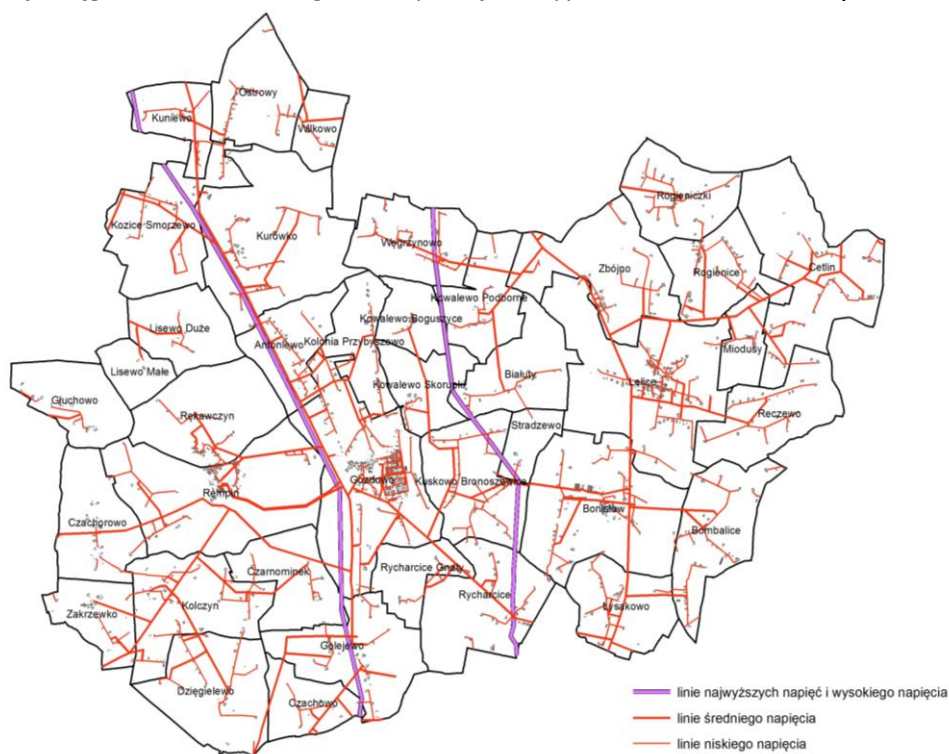 Ostrowy
Kuniewo
Wilkowo
Rogieniczki
Kozice-Smorzewo
Kurówko
Węgrzynowo
Zbójno
Rogienice
Cetlin
Kowalewo Podborne
Kowalewo-Boguszyce
Lisewo Duże
Antoniewo
Kolonia Przybyszewo
Miodusy
Lisewo Małe
Białuty
Kowalewo Skorupki
Lelice
Głuchowo
Rękawczyn
Reczewo
Stradzewo
Gozdowo
Kuskowo Bronoszewice
Rempin
Bonisław
Czachorowo
Bombalice
Rycharcice Gnaty
Czarnominek
Rycharcice
Kolczyn
Łysakowo
Zakrzewko
Golejewo
Dzięgielewo
Czachowo
linie najwyższych napięć i wysokiego napięcia
linie średniego napięcia
linie niskiego napięcia